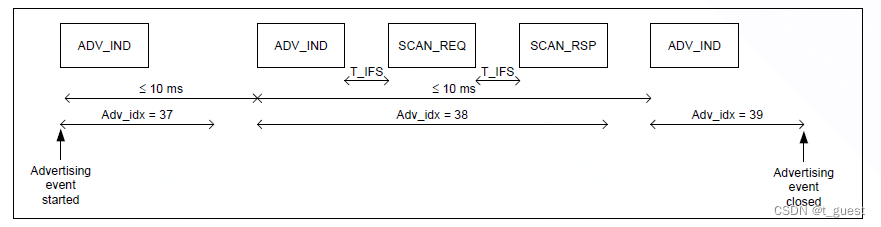 ADV_IND
ADV_IND
SCAN_REQ
SCAN_RSP
ADV_IND
T_IFS
T_IFS
≤ 10 ms
≤ 10 ms
Adv_idx = 37
Adv_idx = 38
Adv_idx = 39
Advertising
event
started
Advertising
event
closed
CSDN @t_guest